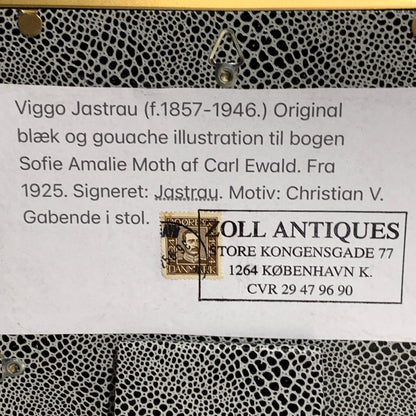 Viggo Jastrau (f.1857-1946.) Original
blæk og gouache illustration til bogen
Sofie Amalie Moth af Carl Ewald. Fra
1925. Signeret: Jastrau. Motiv: Christian V.
Gabende i stol.
DANMARK
ZOLL ANTIQUES
STORE KONGENSGADE 77
1264 KØBENHAVN K.
CVR 29 47 96 90